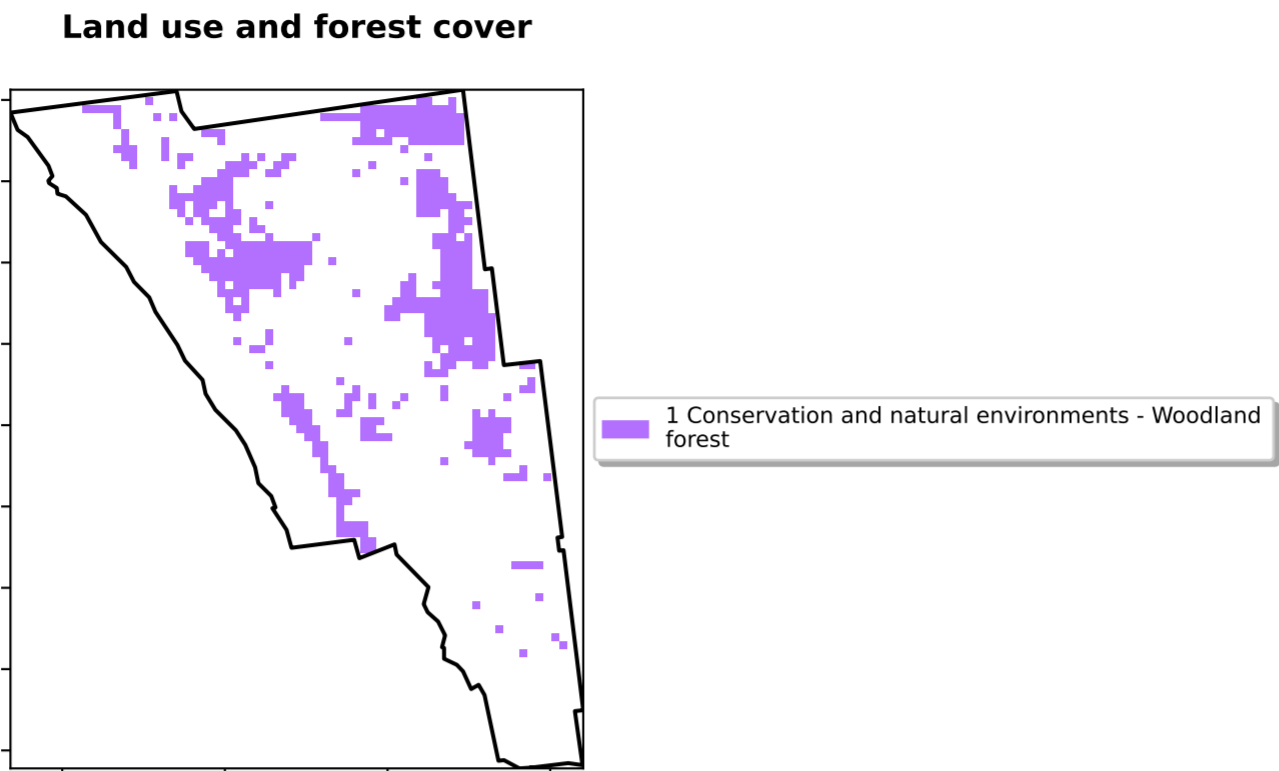 Land use and forest cover
1 Conservation and natural environments - Woodland
forest